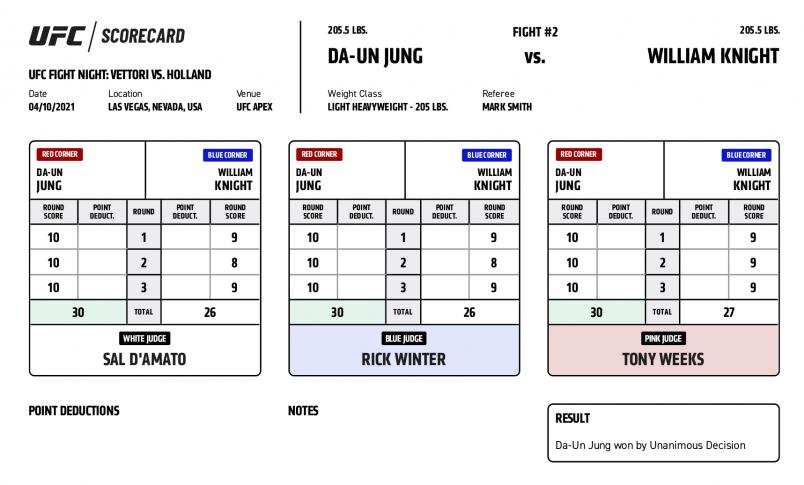 UFC SCORECARD
UFC FIGHT NIGHT: VETTORI VS. HOLLAND
Date Location Venue
04/10/2021 LAS VEGAS, NEVADA, USA UFC APEX
205.5 LBS. FIGHT #2 205.5 LBS.
DA-UN JUNG vs. WILLIAM KNIGHT
Weight Class Referee
LIGHT HEAVYWEIGHT - 205 LBS. MARK SMITH
RED CORNER BLUE CORNER
DA-UN WILLIAM
JUNG KNIGHT
ROUND POINT ROUND POINT ROUND
SCORE DEDUCT. DEDUCT. SCORE
10 1 9
10 2 8
10 3 9
30 TOTAL 26
WHITE JUDGE
SAL D'AMATO
RED CORNER BLUE CORNER
DA-UN WILLIAM
JUNG KNIGHT
ROUND POINT ROUND POINT ROUND
SCORE DEDUCT. DEDUCT. SCORE
10 1 9
10 2 8
10 3 9
30 TOTAL 26
BLUE JUDGE
RICK WINTER
RED CORNER BLUE CORNER
DA-UN WILLIAM
JUNG KNIGHT
ROUND POINT ROUND POINT ROUND
SCORE DEDUCT. DEDUCT. SCORE
10 1 9
10 2 9
10 3 9
30 TOTAL 27
PINK JUDGE
TONY WEEKS
POINT DEDUCTIONS
NOTES
RESULT
Da-Un Jung won by Unanimous Decision